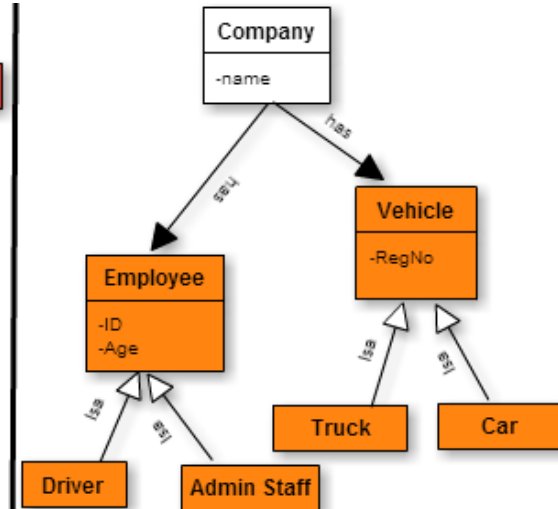 Company
-name
has
has
Vehicle
-RegNo
Employee
-ID
-Age
Isa
Isa
Isa
Isa
Truck
Car
Driver
Admin Staff